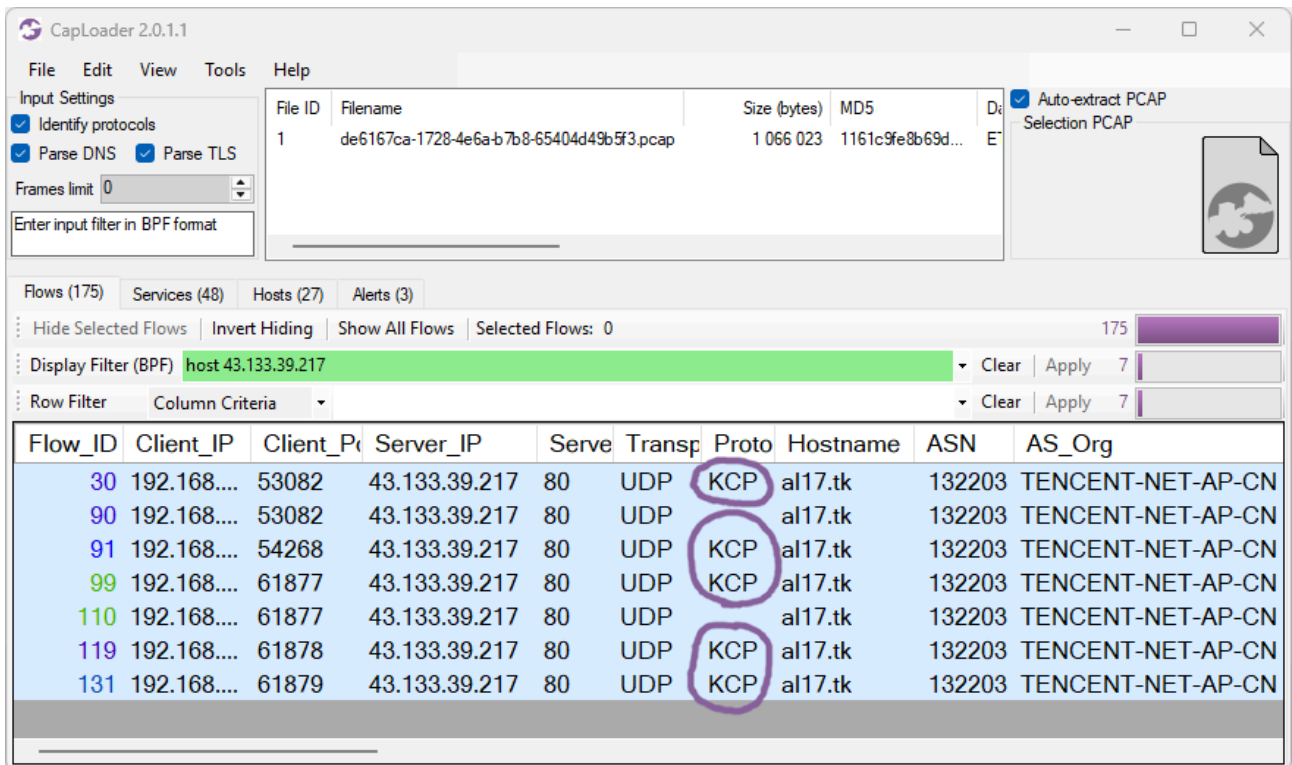 CapLoader 2.0.1.1
File Edit View Tools Help
Input Settings
Identify protocols
Parse DNS Parse TLS
Frames limit 0
Enter input filter in BPF format
File ID Filename Size (bytes) MD5 Da
1 de6167ca-1728-4e6a-b7b8-65404d49b5f3.pcap 1 066 023 1161c9fe8b69d... ET
Auto-extract PCAP
Selection PCAP
Flows (175) Services (48) Hosts (27) Alerts (3)
Hide Selected Flows Invert Hiding Show All Flows Selected Flows: 0 175
Display Filter (BPF) host 43.133.39.217 Clear Apply 7
Row Filter Column Criteria Clear Apply 7
Flow_ID Client_IP Client_Po Server_IP Serve Transp Proto Hostname ASN AS_Org
30 192.168.... 53082 43.133.39.217 80 UDP KCP al17.tk 132203 TENCENT-NET-AP-CN
90 192.168.... 53082 43.133.39.217 80 UDP al17.tk 132203 TENCENT-NET-AP-CN
91 192.168.... 54268 43.133.39.217 80 UDP KCP al17.tk 132203 TENCENT-NET-AP-CN
99 192.168.... 61877 43.133.39.217 80 UDP KCP al17.tk 132203 TENCENT-NET-AP-CN
110 192.168.... 61877 43.133.39.217 80 UDP al17.tk 132203 TENCENT-NET-AP-CN
119 192.168.... 61878 43.133.39.217 80 UDP KCP al17.tk 132203 TENCENT-NET-AP-CN
131 192.168.... 61879 43.133.39.217 80 UDP KCP al17.tk 132203 TENCENT-NET-AP-CN